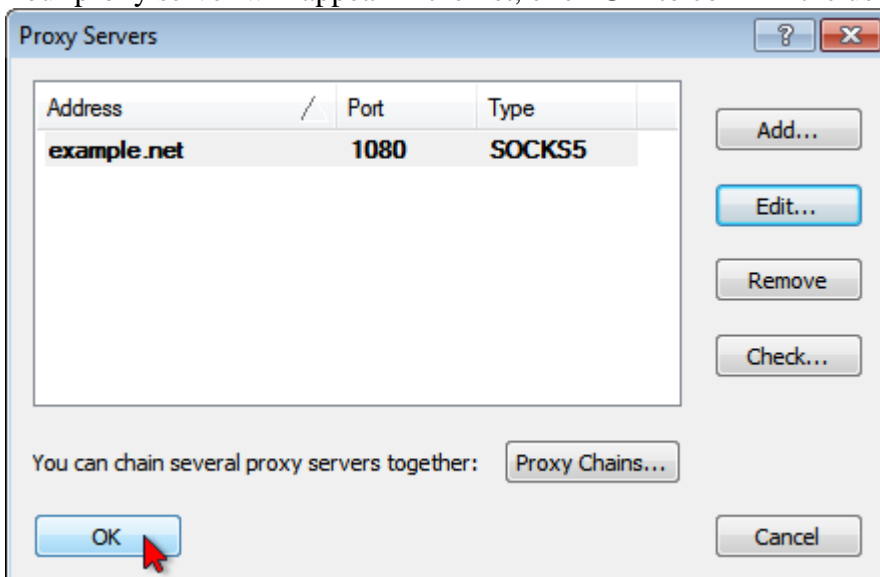 Proxy Servers
Address Port Type
example.net 1080 SOCKS5
Add...
Edit...
Remove
Check...
You can chain several proxy servers together: Proxy Chains...
OK Cancel